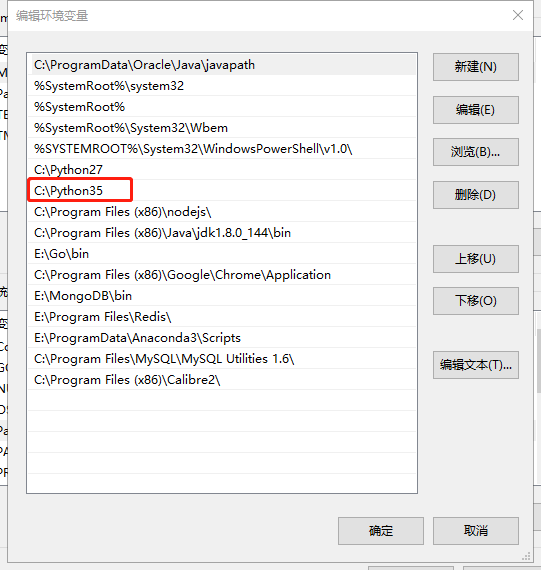 编辑环境变量
C:\ProgramData\Oracle\Java\javapath
%SystemRoot%\system32
%SystemRoot%
%SystemRoot%\System32\Wbem
%SYSTEMROOT%\System32\WindowsPowerShell\v1.0\
C:\Python27
C:\Python35
C:\Program Files (x86)\nodejs\
C:\Program Files (x86)\Java\jdk1.8.0_144\bin
E:\Go\bin
C:\Program Files (x86)\Google\Chrome\Application
E:\MongoDB\bin
E:\Program Files\Redis\
E:\ProgramData\Anaconda3\Scripts
C:\Program Files\MySQL\MySQL Utilities 1.6\
C:\Program Files (x86)\Calibre2\
新建(N)
编辑(E)
浏览(B)...
删除(D)
上移(U)
下移(O)
编辑文本(T)...
确定
取消